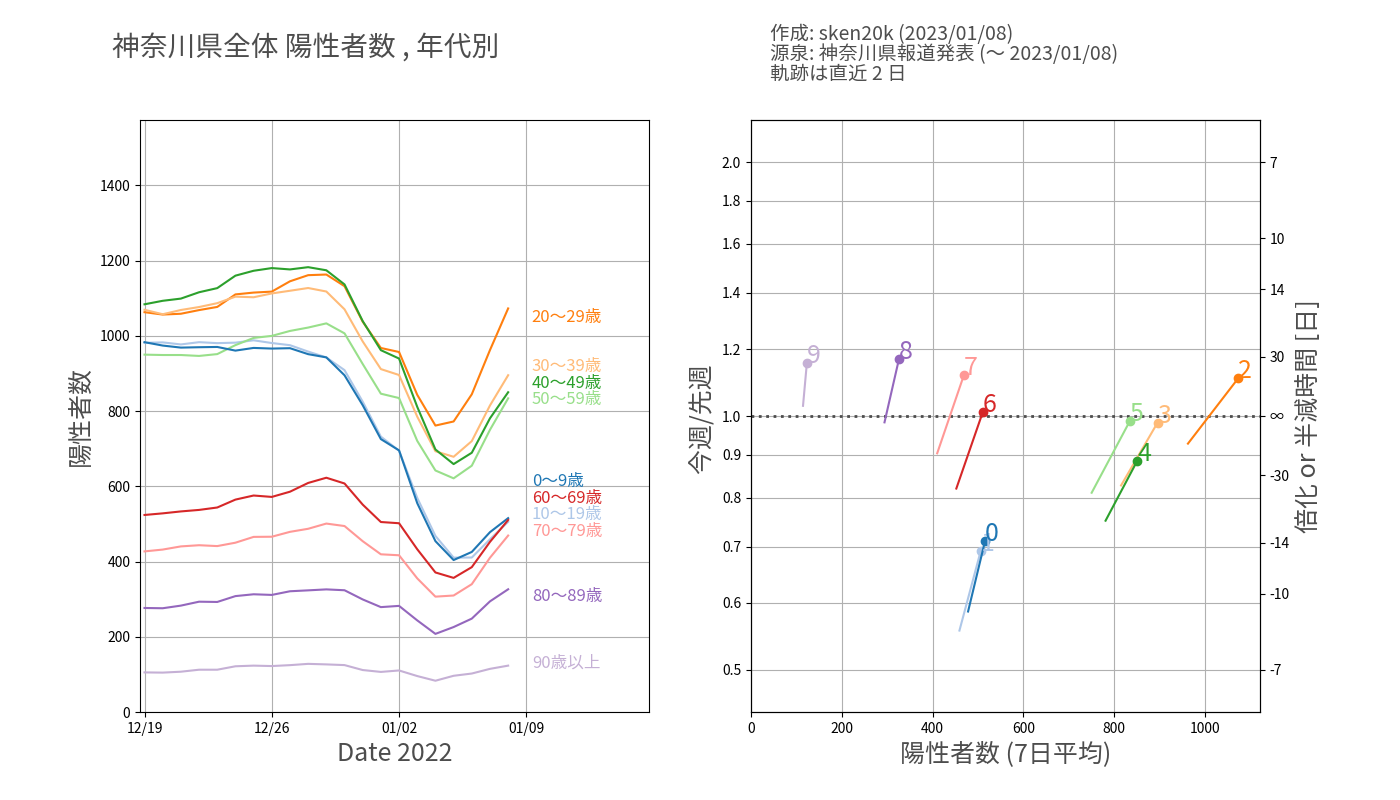 神奈川県全体 陽性者数 , 年代別
作成: sken20k (2023/01/08)
源泉: 神奈川県報道発表 (〜 2023/01/08)
軌跡は直近 2 日
陽性者数
1400
1200
1000
800
600
400
200
0
12/19
12/26
01/02
01/09
Date 2022
20〜29歳
30〜39歳
40〜49歳
50〜59歳
0〜9歳
60〜69歳
10〜19歳
70〜79歳
80〜89歳
90歳以上
今週/先週
2.0
1.8
1.6
1.4
1.2
1.0
0.9
0.8
0.7
0.6
0.5
9
8
7
6
5
3
2
4
0
1
0
200
400
600
800
1000
陽性者数 (7日平均)
7
10
14
30
∞
-30
-14
-10
-7
倍化 or 半減時間 [日]